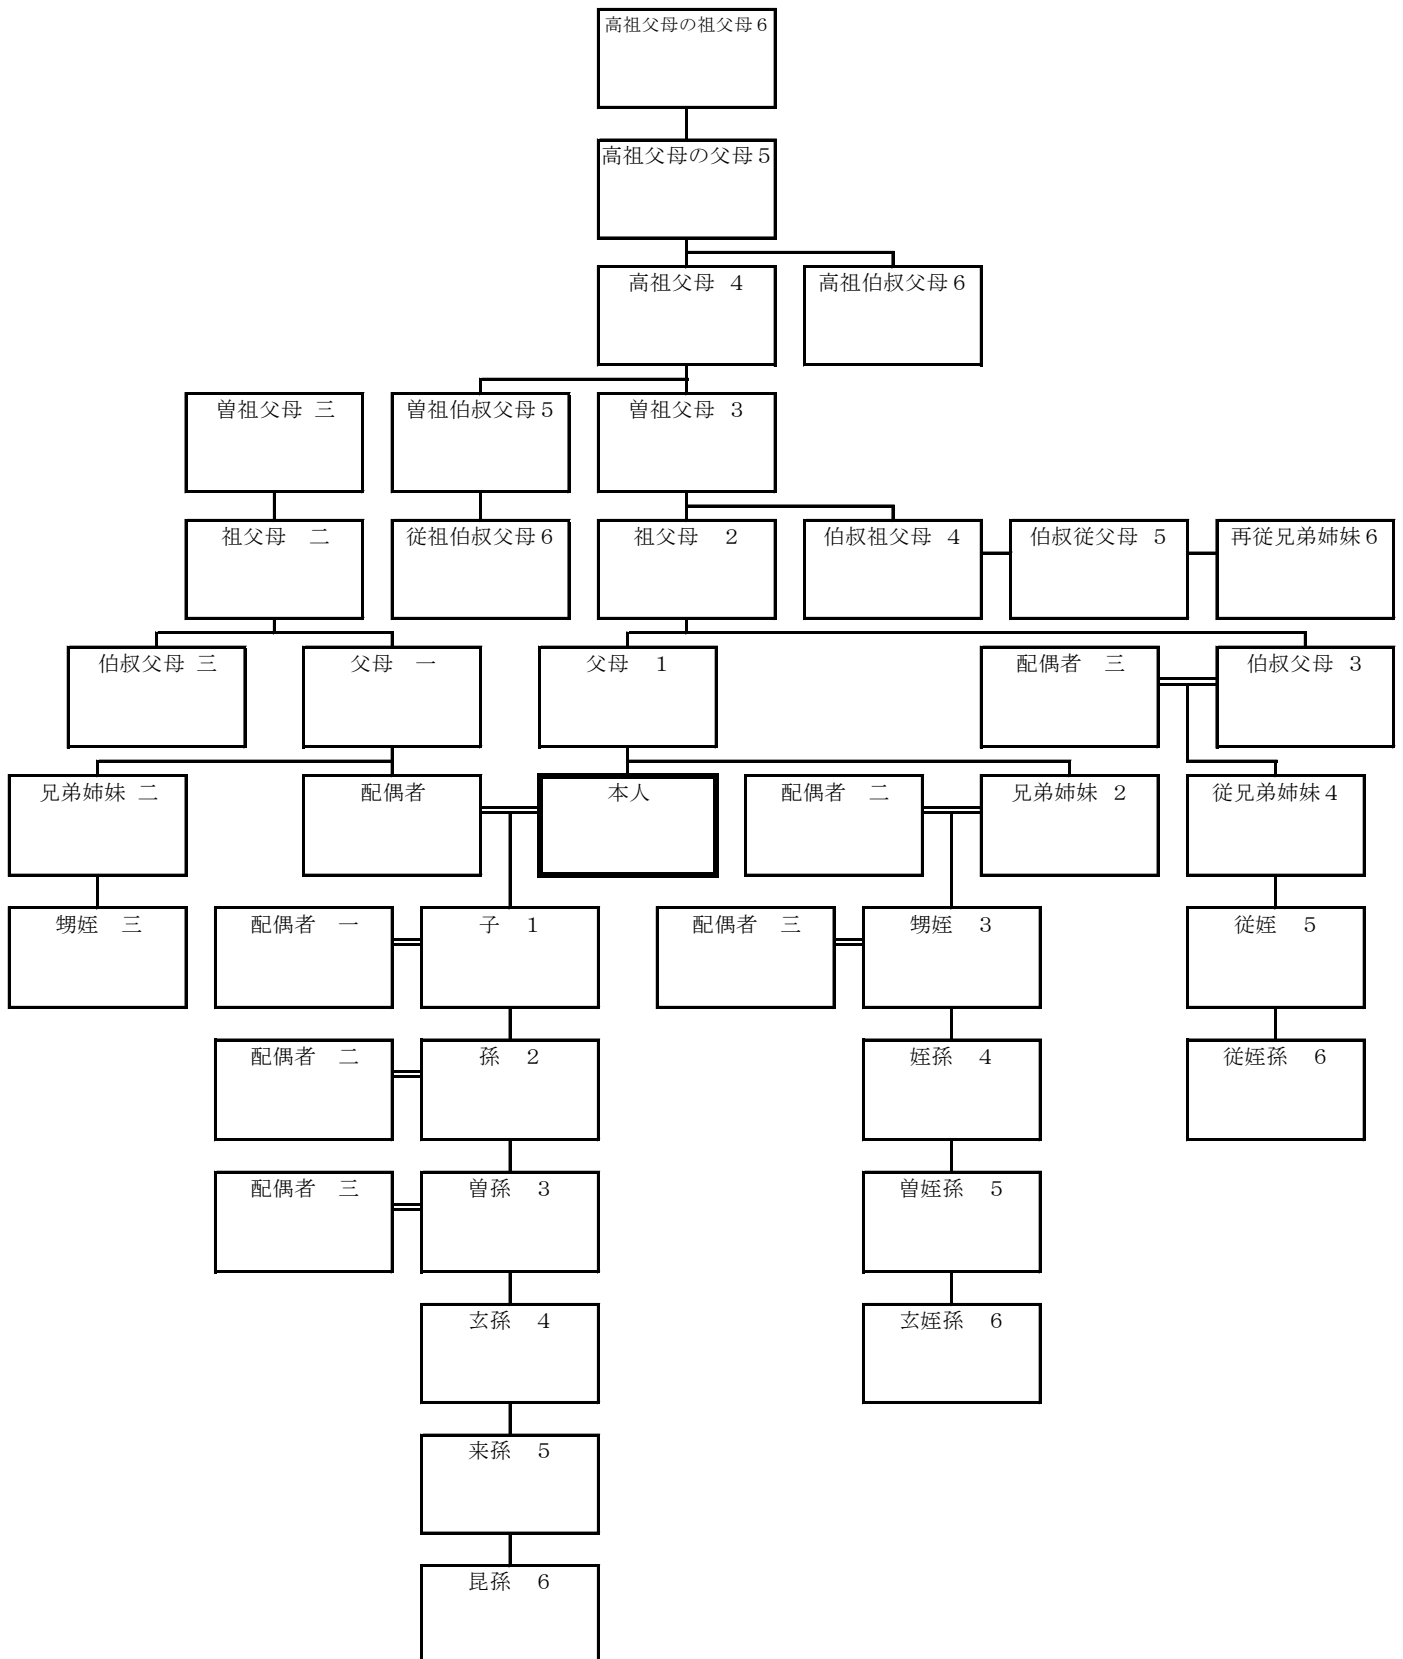 高祖父母の祖父母６
高祖父母の父母５
高祖父母　４
高祖伯叔父母６
曽祖父母　三
曽祖伯叔父母５
曽祖父母　３
祖父母　二
従祖伯叔父母６
祖父母　２
伯叔祖父母　４
伯叔従父母　５
再従兄弟姉妹６
伯叔父母　三
父母　一
父母　１
配偶者　三
伯叔父母　３
兄弟姉妹　二
配偶者
本人
配偶者　二
兄弟姉妹　２
従兄弟姉妹４
甥姪　三
配偶者　一
子　１
配偶者　三
甥姪　３
従姪　５
配偶者　二
孫　２
姪孫　４
従姪孫　６
配偶者　三
曽孫　３
曽姪孫　５
玄孫　４
玄姪孫　６
来孫　５
昆孫　６